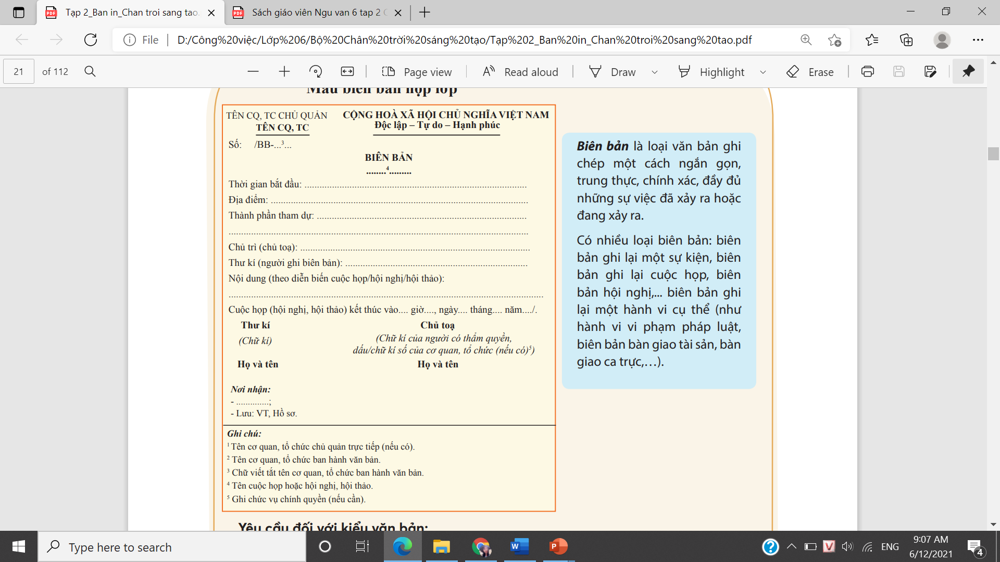 Tạp 2_Ban in_Chan troi sang tao.
Sách giáo viên Ngu van 6 tap 2
File
D:/Công%20việc/Lớp%206/Bộ%20Chân%20trời%20sáng%20tạo/Tạp%202_Ban%20in_Chan%20troi%20sang%20tao.pdf
21 of 112
Page view
Read aloud
Draw
Highlight
Erase
Mẫu biên bản họp lớp
TÊN CQ, TC CHỦ QUẢN
TÊN CQ, TC
CỘNG HOÀ XÃ HỘI CHỦ NGHĨA VIỆT NAM
Độc lập – Tự do – Hạnh phúc
Số: /BB-...³...
BIÊN BẢN
........⁴.........
Thời gian bắt đầu: ..........................................................................................
Địa điểm: ........................................................................................................
Thành phần tham dự: .....................................................................................
.........................................................................................................................
Chủ trì (chủ toạ): .............................................................................................
Thư kí (người ghi biên bản): ..........................................................................
Nội dung (theo diễn biến cuộc họp/hội nghị/hội thảo):
...............................................................................................................................
Cuộc họp (hội nghị, hội thảo) kết thúc vào.... giờ...., ngày.... tháng.... năm..../.
Thư kí
(Chữ kí)
Họ và tên
Chủ toạ
(Chữ kí của người có thẩm quyền,
dấu/chữ kí số của cơ quan, tổ chức (nếu có)⁵)
Họ và tên
Nơi nhận:
- ..............;
- Lưu: VT, Hồ sơ.
Ghi chú:
¹ Tên cơ quan, tổ chức chủ quản trực tiếp (nếu có).
² Tên cơ quan, tổ chức ban hành văn bản.
³ Chữ viết tắt tên cơ quan, tổ chức ban hành văn bản.
⁴ Tên cuộc họp hoặc hội nghị, hội thảo.
⁵ Ghi chức vụ chính quyền (nếu cần).
Biên bản là loại văn bản ghi
chép một cách ngắn gọn,
trung thực, chính xác, đầy đủ
những sự việc đã xảy ra hoặc
đang xảy ra.
Có nhiều loại biên bản: biên
bản ghi lại một sự kiện, biên
bản ghi lại cuộc họp, biên
bản hội nghị,... biên bản ghi
lại một hành vi cụ thể (như
hành vi vi phạm pháp luật,
biên bản bàn giao tài sản, bàn
giao ca trực,…).
Yêu cầu đối với kiểu văn bản:
Type here to search
ENG
9:07 AM
6/12/2021
4